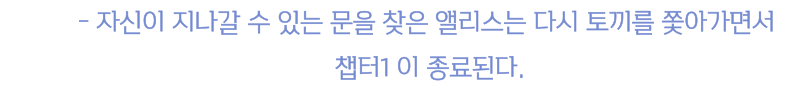 - 자신이 지나갈 수 있는 문을 찾은 앨리스는 다시 토끼를 쫓아가면서
챕터1 이 종료된다.